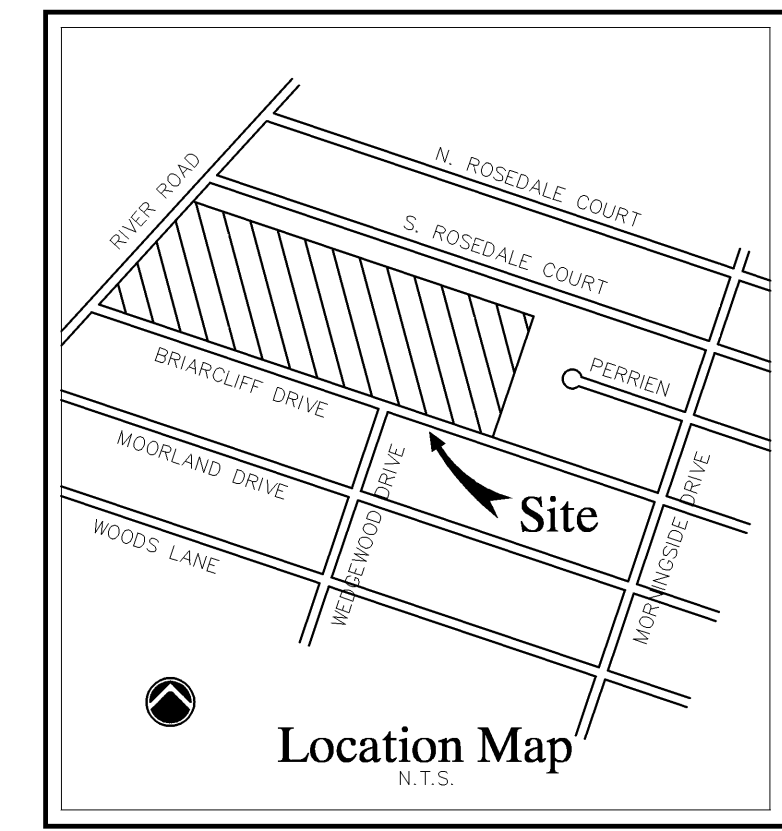 N. ROSEDALE COURT
RIVER ROAD
S. ROSEDALE COURT
PERRIEN
BRIARCLIFF DRIVE
MOORLAND DRIVE
WEDGEWOOD DRIVE
MORNINGSIDE DRIVE
Site
WOODS LANE
Location Map
N.T.S.